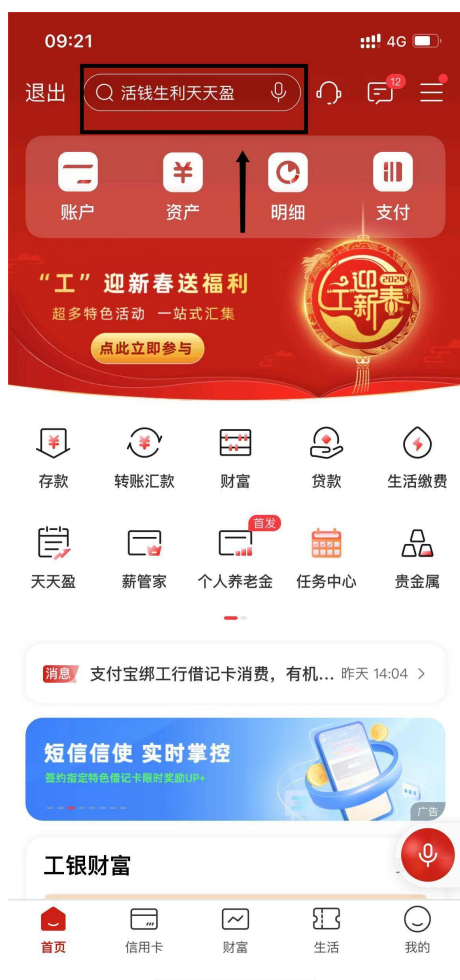 09:21
4G
退出
活钱生利天天盈
12
账户
资产
明细
支付
“工”迎新春送福利
超多特色活动 一站式汇集
点此立即参与
迎新春
工
2024
存款
转账汇款
财富
贷款
生活缴费
首发
天天盈
薪管家
个人养老金
任务中心
贵金属
消息
支付宝绑工行借记卡消费，有机...
昨天 14:04
短信信使 实时掌控
签约指定特色借记卡限时奖励UP+
广告
工银财富
首页
信用卡
财富
生活
我的